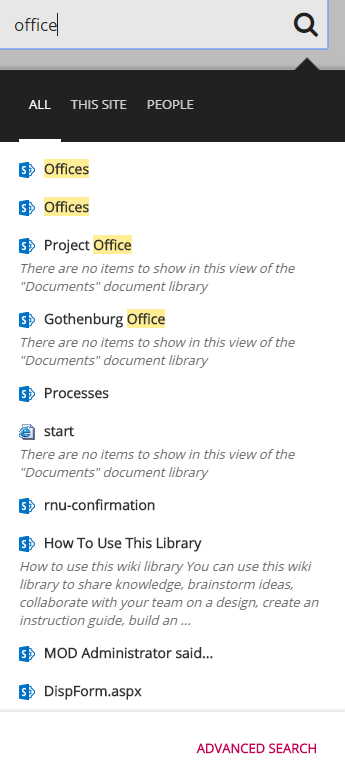 office
ALL THIS SITE PEOPLE
Offices
Offices
Project Office
There are no items to show in this view of the
"Documents" document library
Gothenburg Office
There are no items to show in this view of the
"Documents" document library
Processes
start
There are no items to show in this view of the
"Documents" document library
rnu-confirmation
How To Use This Library
How to use this wiki library You can use this wiki
library to share knowledge, brainstorm ideas,
collaborate with your team on a design, create an
instruction guide, build an ...
MOD Administrator said...
DispForm.aspx
ADVANCED SEARCH